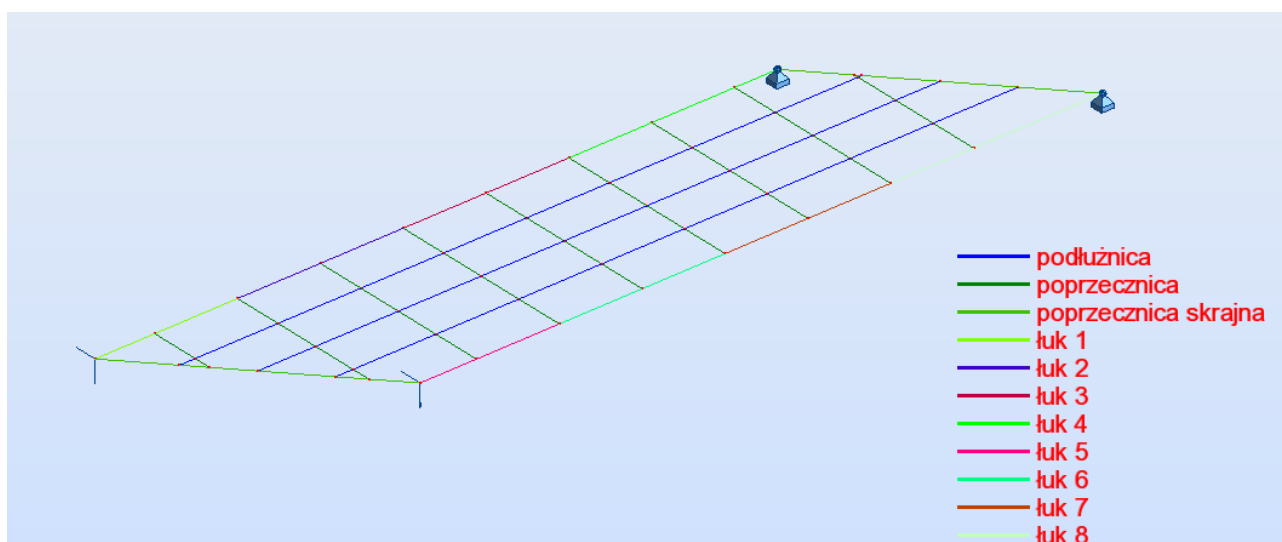 podłużnica
poprzecznica
poprzecznica skrajna
łuk 1
łuk 2
łuk 3
łuk 4
łuk 5
łuk 6
łuk 7
łuk 8